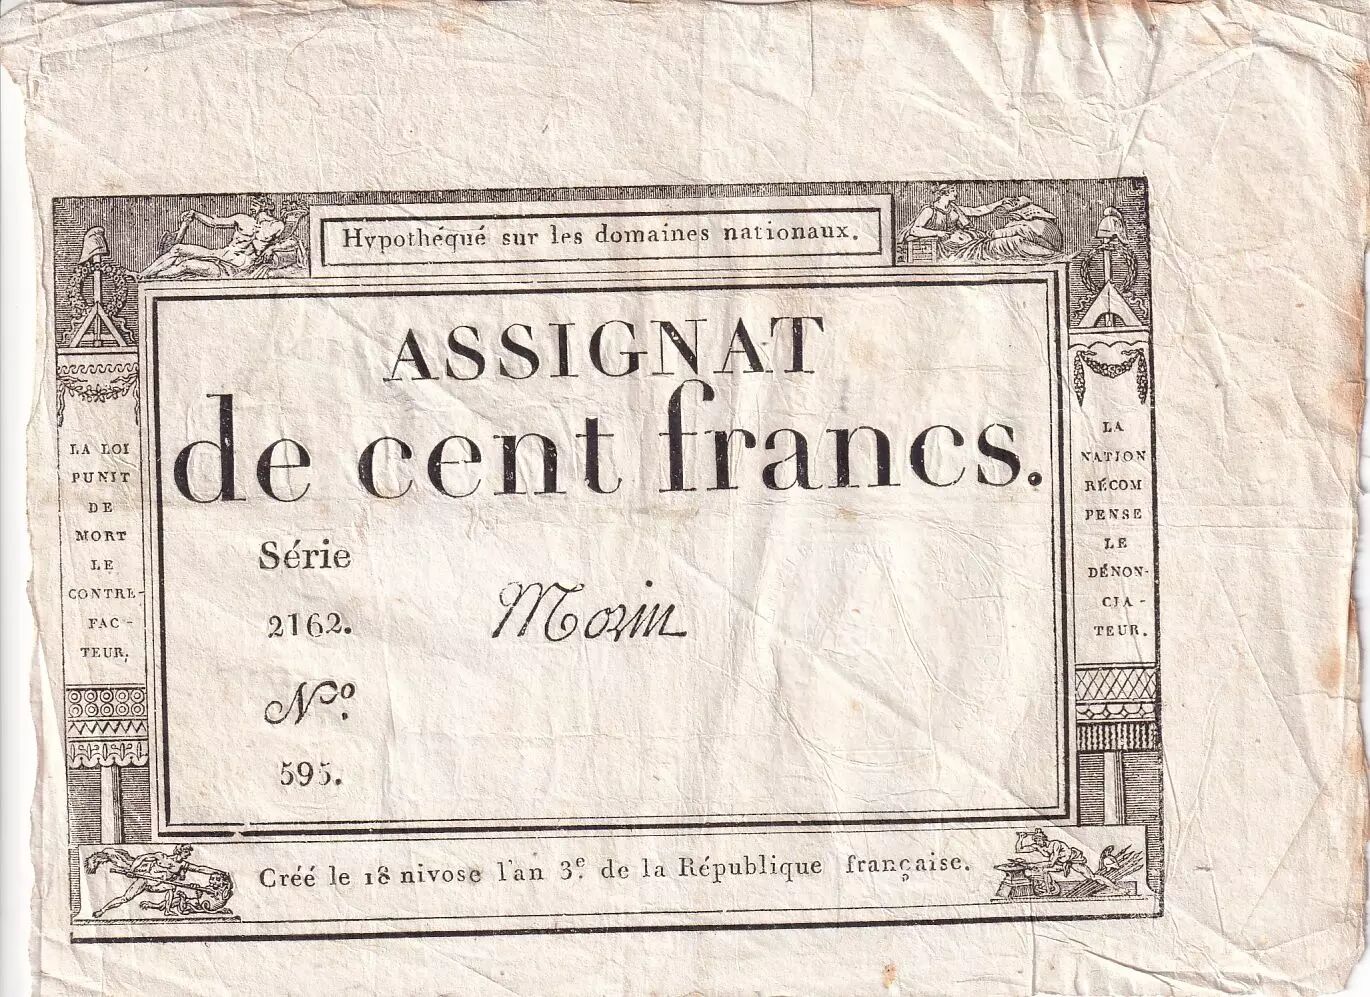 Hypothéqué sur les domaines nationaux.
ASSIGNAT
de cent francs.
Série
2162.
Morin
Nº.
595.
LA LOI
PUNIT
DE
MORT
LE
CONTRE-
FAC-
TEUR.
LA
NATION
RÉCOM
PENSE
LE
DÉNON-
CIA-
TEUR.
Créé le 18 nivose l'an 3.e de la République française.